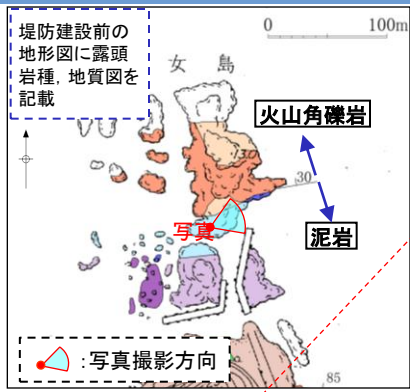 堤防建設前の
地形図に露頭
岩種，地質図を
記載
0 100m
女 島
火山角礫岩
30
写真
泥岩
:写真撮影方向
85